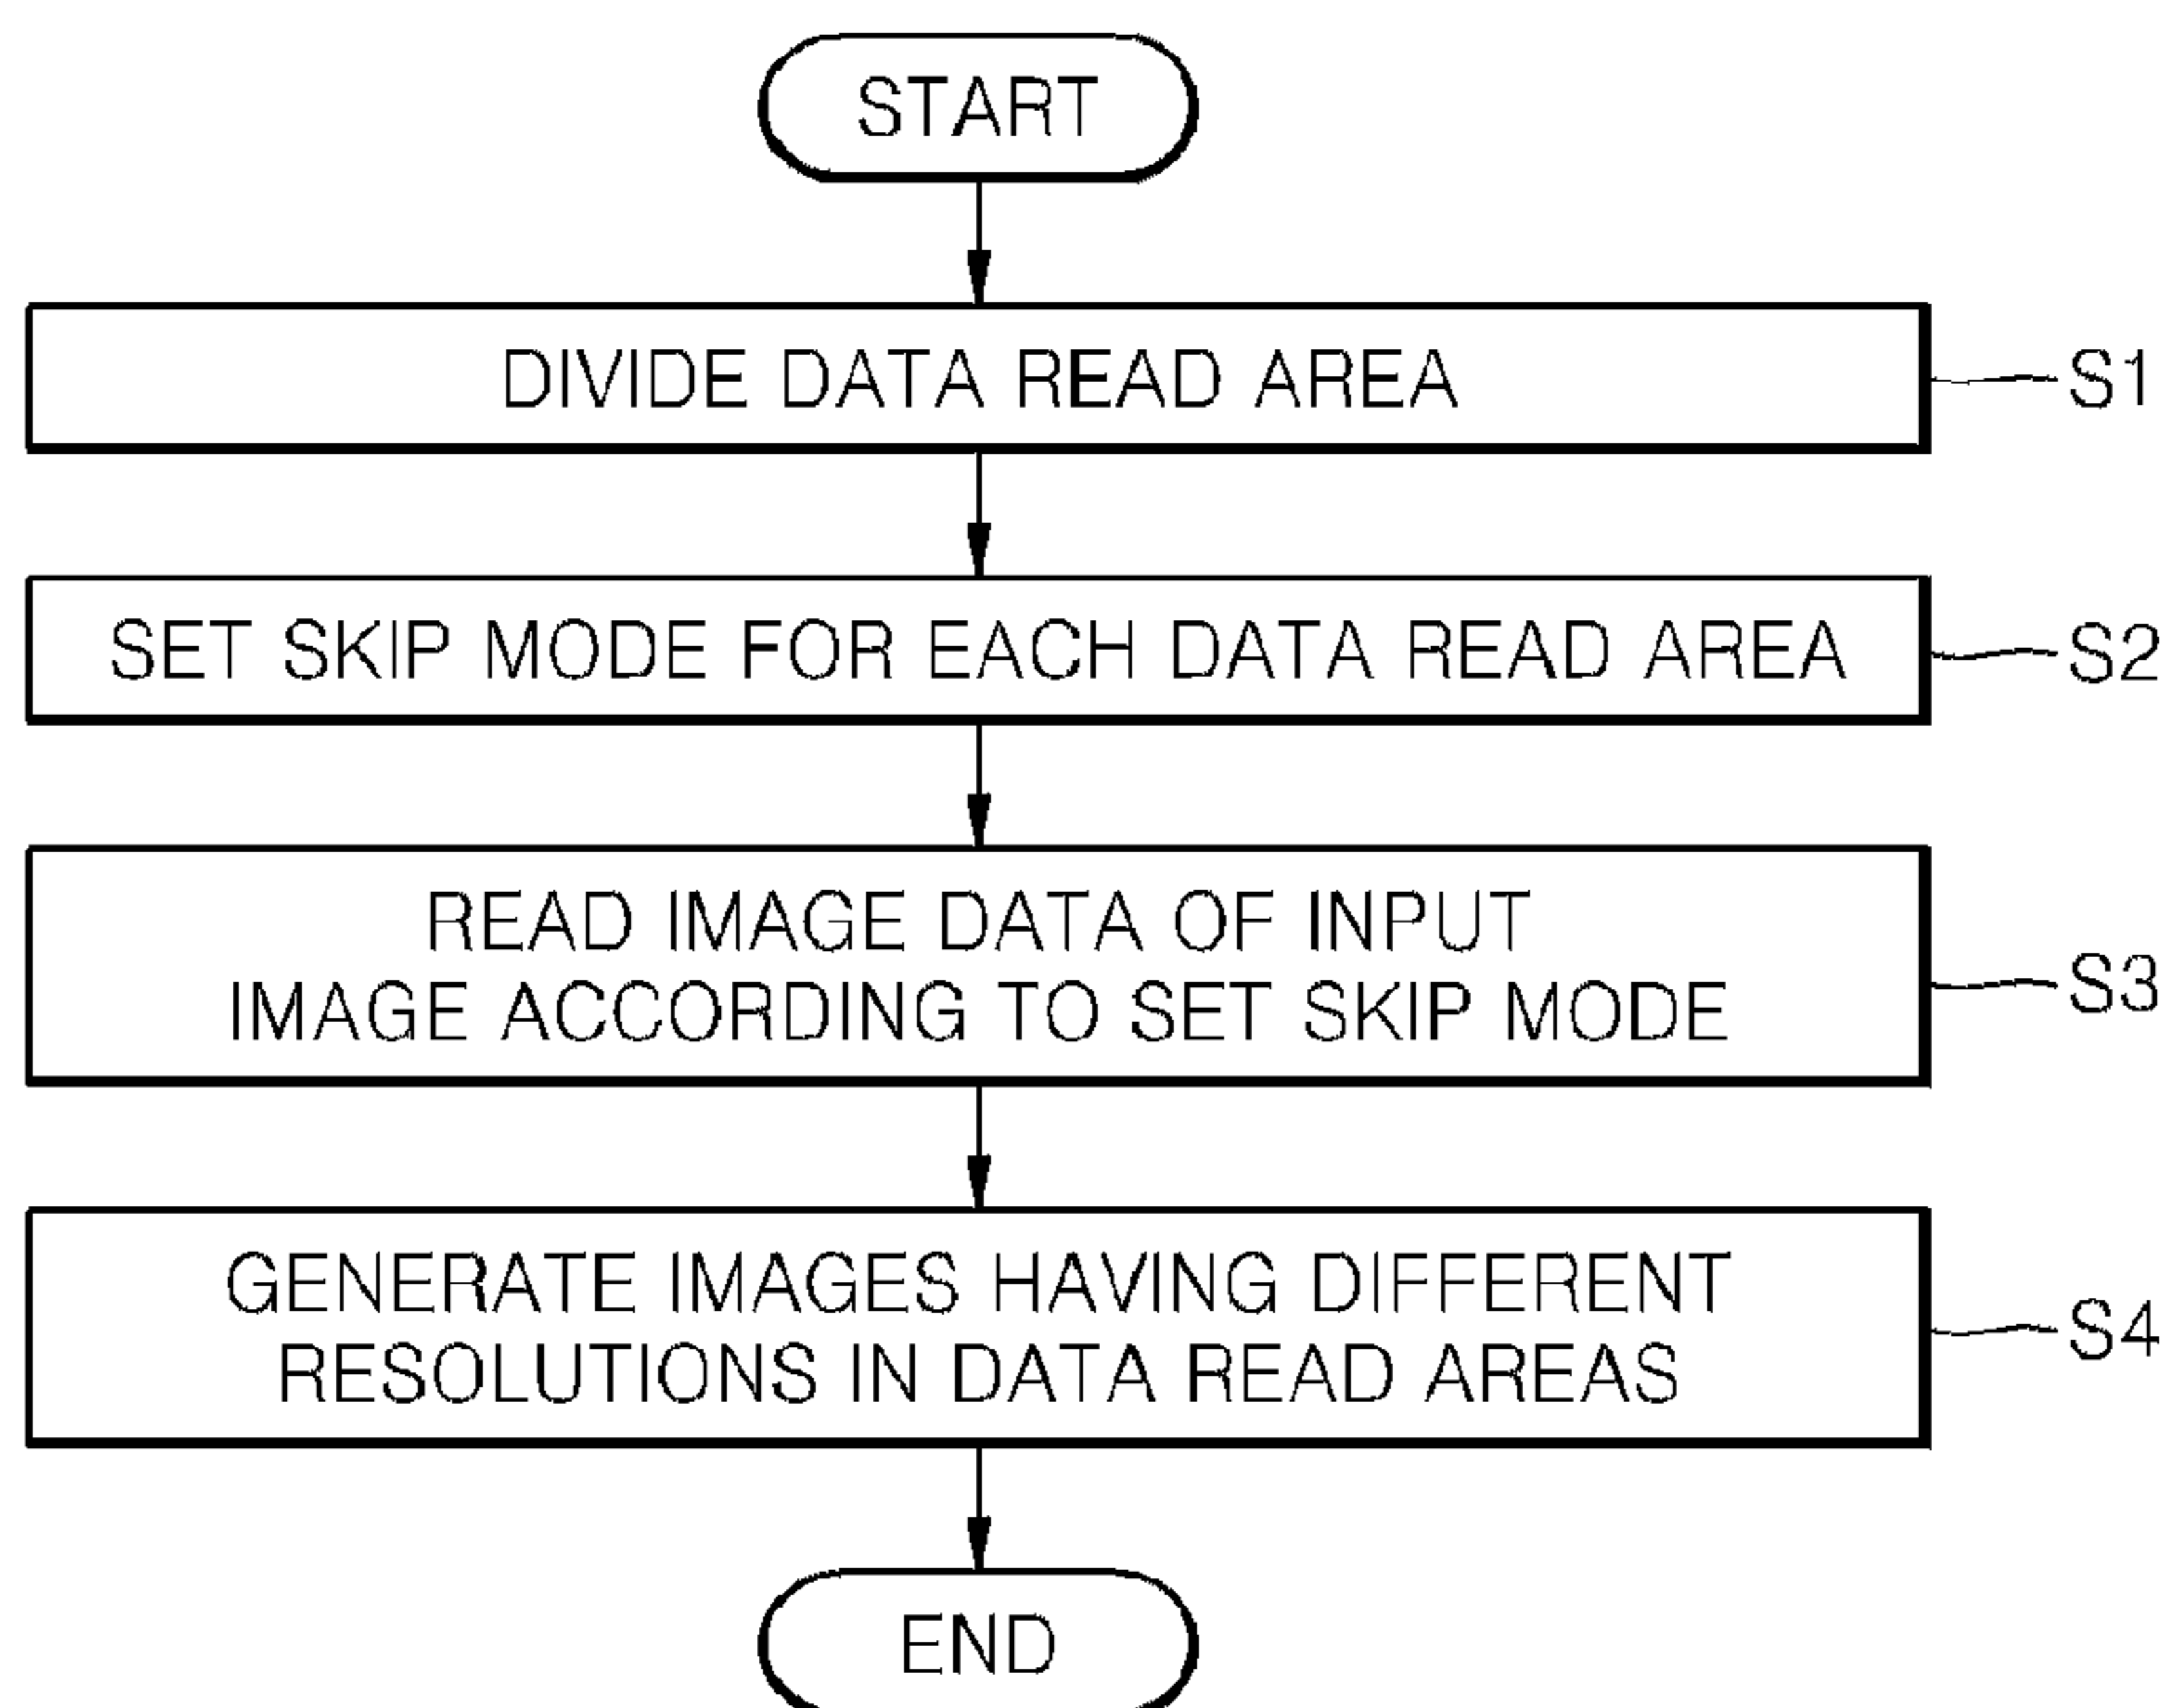 START
DIVIDE DATA READ AREA
S1
SET SKIP MODE FOR EACH DATA READ AREA
S2
READ IMAGE DATA OF INPUT
IMAGE ACCORDING TO SET SKIP MODE
S3
GENERATE IMAGES HAVING DIFFERENT
RESOLUTIONS IN DATA READ AREAS
S4
END